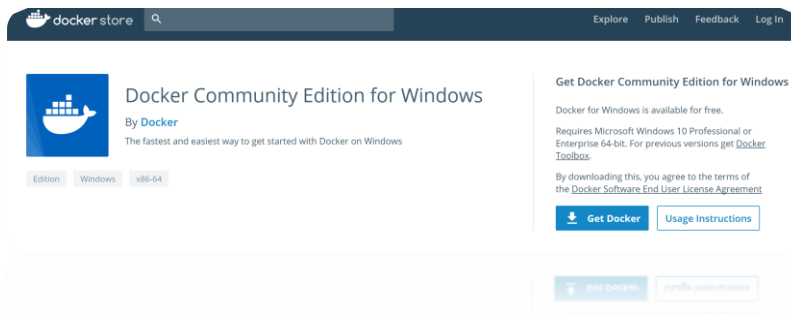 docker store
Explore Publish Feedback Log In
Docker Community Edition for Windows
By Docker
The fastest and easiest way to get started with Docker on Windows
Edition Windows x86-64
Get Docker Community Edition for Windows
Docker for Windows is available for free.
Requires Microsoft Windows 10 Professional or
Enterprise 64-bit. For previous versions get Docker
Toolbox.
By downloading this, you agree to the terms of
the Docker Software End User License Agreement
Get Docker Usage Instructions